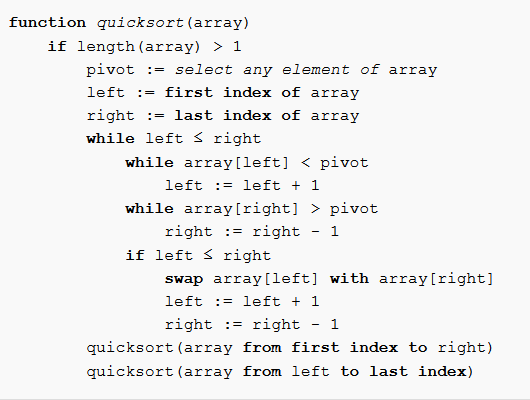 function quicksort(array)
    if length(array) > 1
        pivot := select any element of array
        left := first index of array
        right := last index of array
        while left ≤ right
            while array[left] < pivot
                left := left + 1
            while array[right] > pivot
                right := right - 1
            if left ≤ right
                swap array[left] with array[right]
                left := left + 1
                right := right - 1
        quicksort(array from first index to right)
        quicksort(array from left to last index)